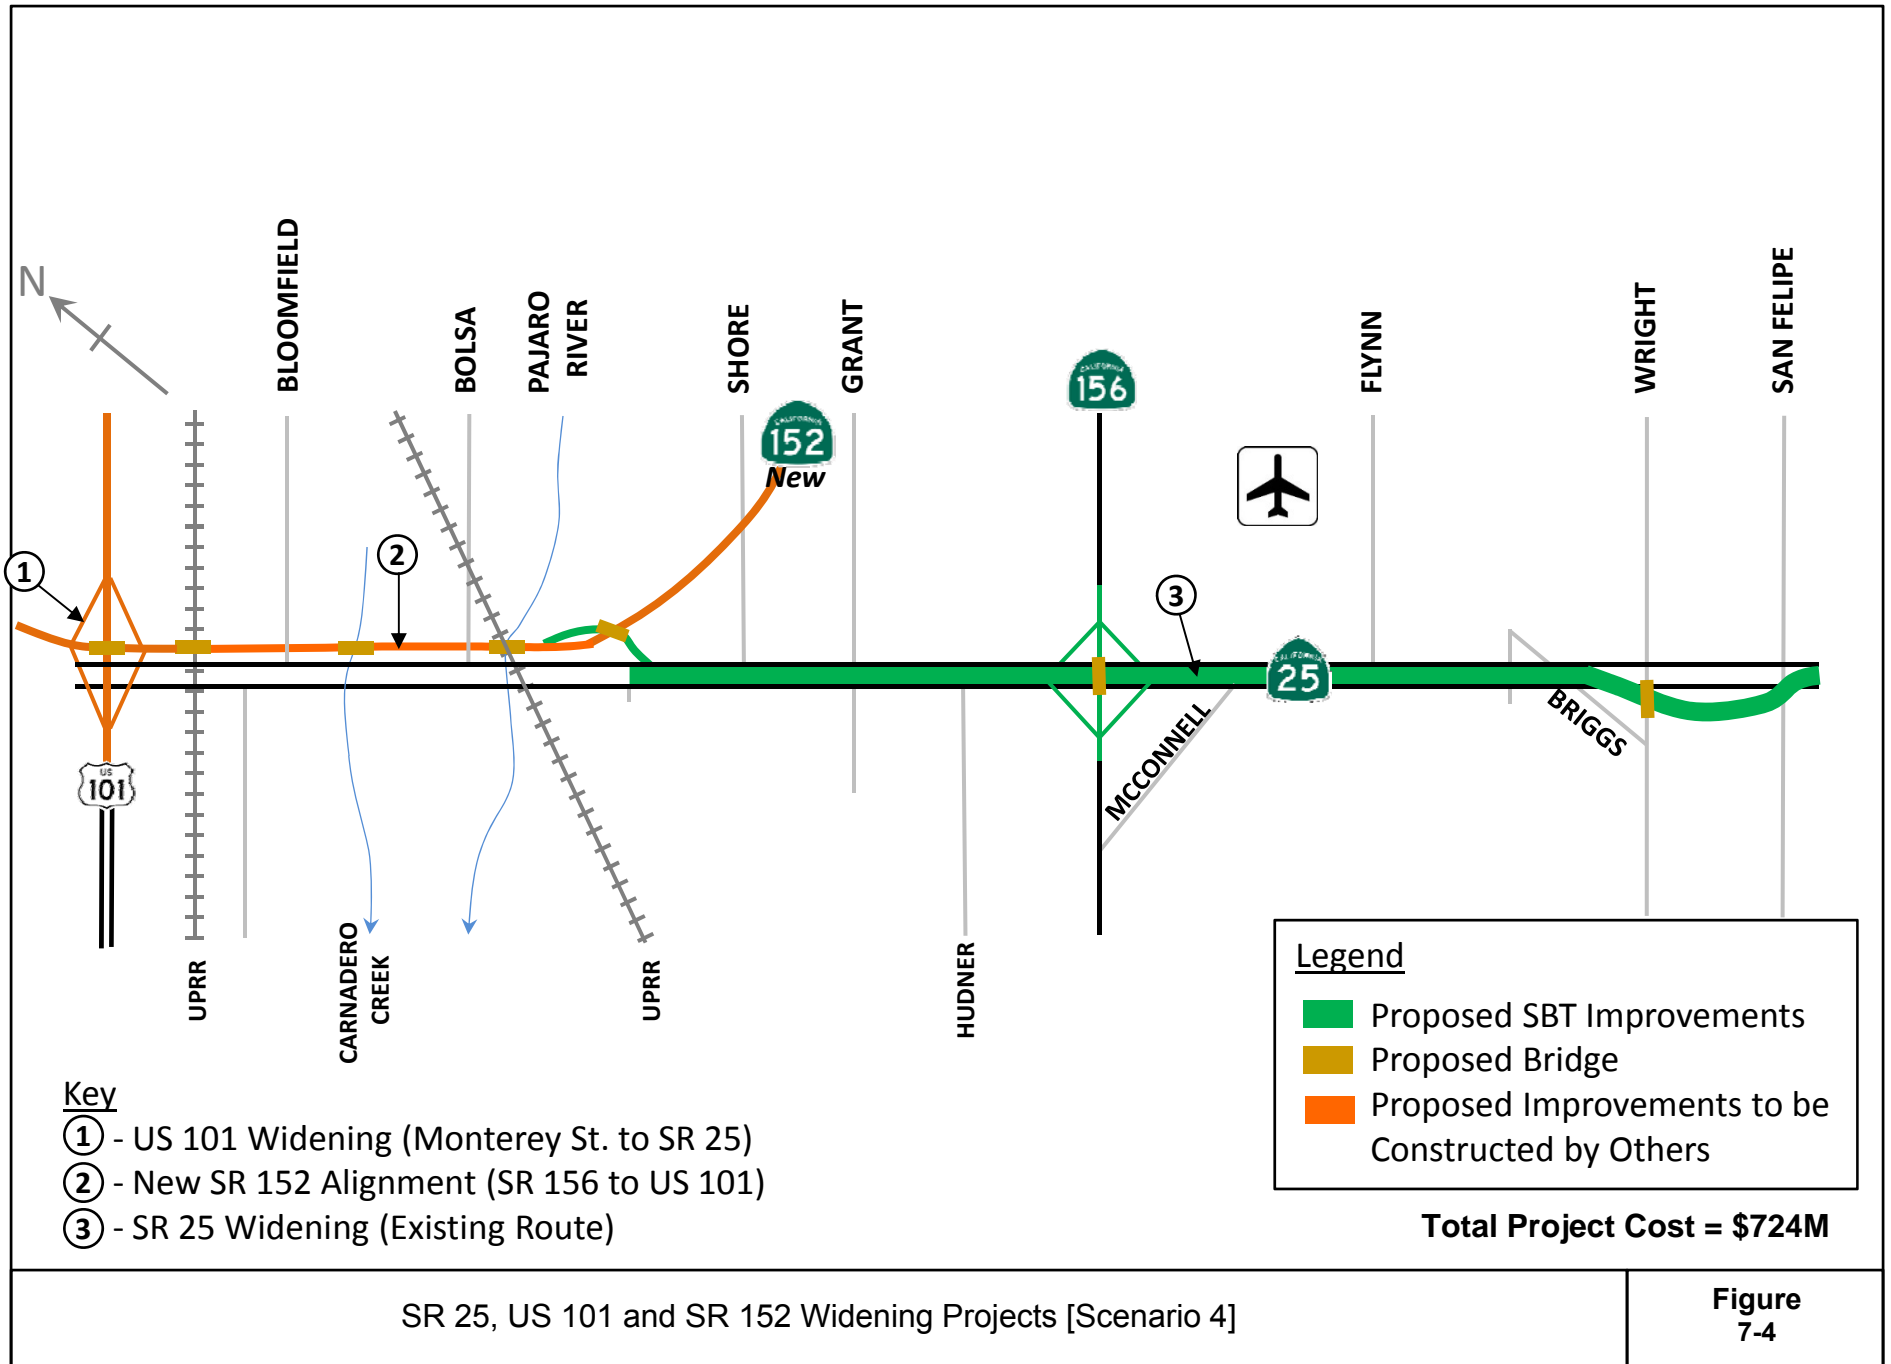 N
BLOOMFIELD
BOLSA
PAJARO
RIVER
SHORE
GRANT
FLYNN
WRIGHT
SAN FELIPE
CALIFORNIA
156
CALIFORNIA
152
New
1
2
3
CALIFORNIA
25
US
101
MCCONNELL
BRIGGS
UPRR
CARNADERO
CREEK
UPRR
HUDNER
Legend
Proposed SBT Improvements
Proposed Bridge
Proposed Improvements to be
Constructed by Others
Key
1 - US 101 Widening (Monterey St. to SR 25)
2 - New SR 152 Alignment (SR 156 to US 101)
3 - SR 25 Widening (Existing Route)
Total Project Cost = $724M
SR 25, US 101 and SR 152 Widening Projects [Scenario 4]
Figure
7-4